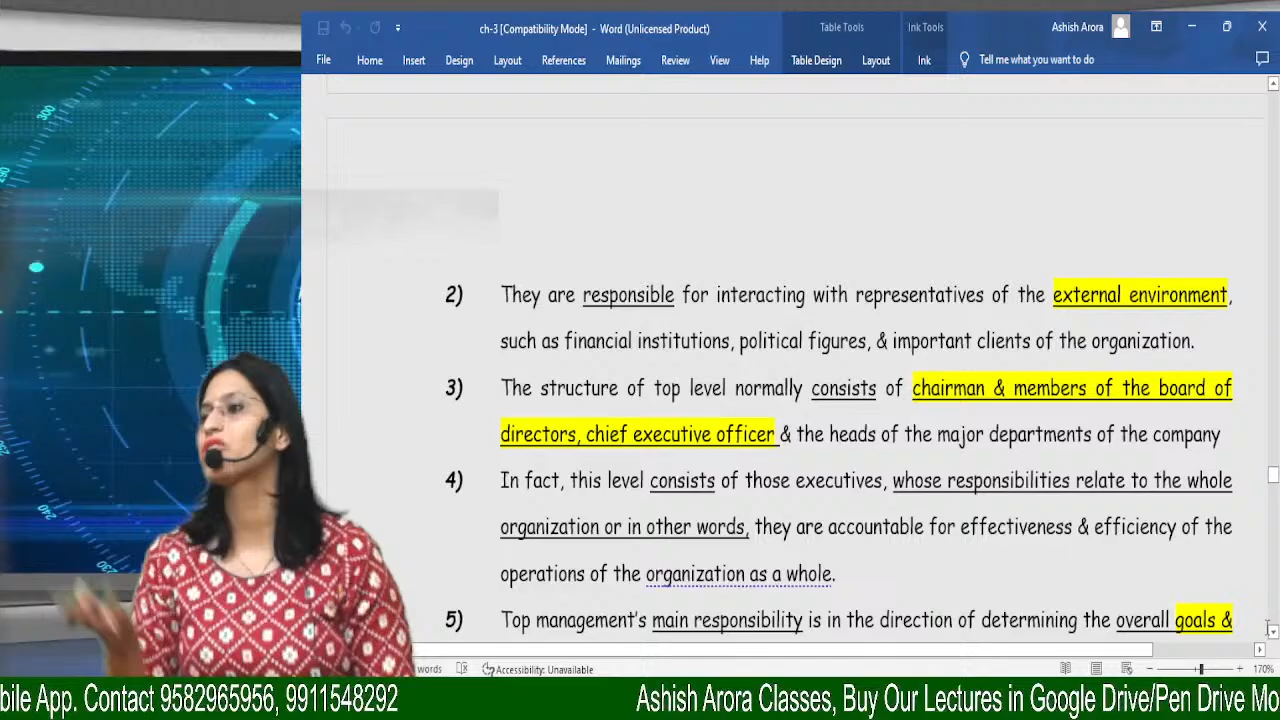 ch-3 [Compatibility Mode] - Word (Unlicensed Product)
Table Tools
Ink Tools
Ashish Arora
File Home Insert Design Layout References Mailings Review View Help Table Design Layout Ink Tell me what you want to do
2) They are responsible for interacting with representatives of the external environment,
such as financial institutions, political figures, & important clients of the organization.
3) The structure of top level normally consists of chairman & members of the board of
directors, chief executive officer & the heads of the major departments of the company
4) In fact, this level consists of those executives, whose responsibilities relate to the whole
organization or in other words, they are accountable for effectiveness & efficiency of the
operations of the organization as a whole.
5) Top management's main responsibility is in the direction of determining the overall goals &
words
Accessibility: Unavailable
170%
bile App. Contact 9582965956, 9911548292
Ashish Arora Classes, Buy Our Lectures in Google Drive/Pen Drive Mo
300
290
240
230